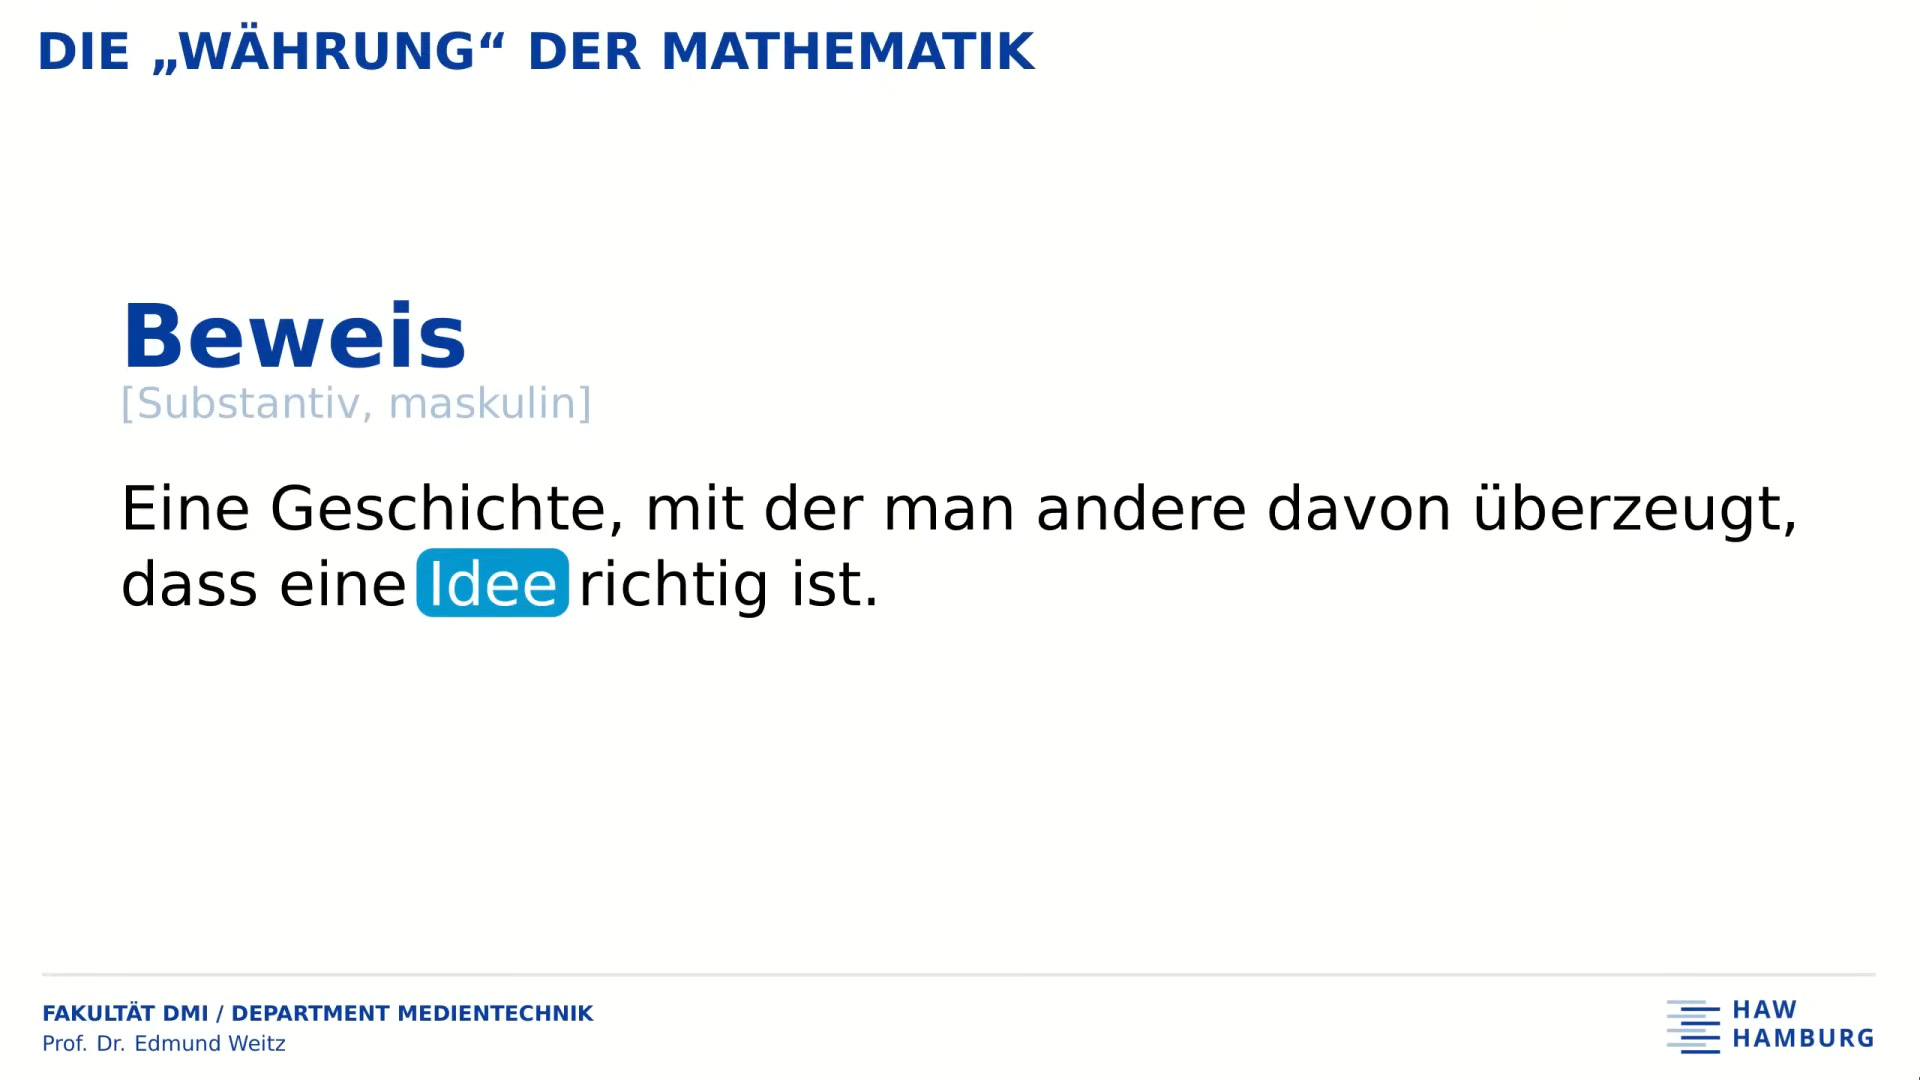 DIE „WÄHRUNG“ DER MATHEMATIK
Beweis
[Substantiv, maskulin]
Eine Geschichte, mit der man andere davon überzeugt,
dass eine Idee richtig ist.
FAKULTÄT DMI / DEPARTMENT MEDIENTECHNIK
Prof. Dr. Edmund Weitz
HAW
HAMBURG